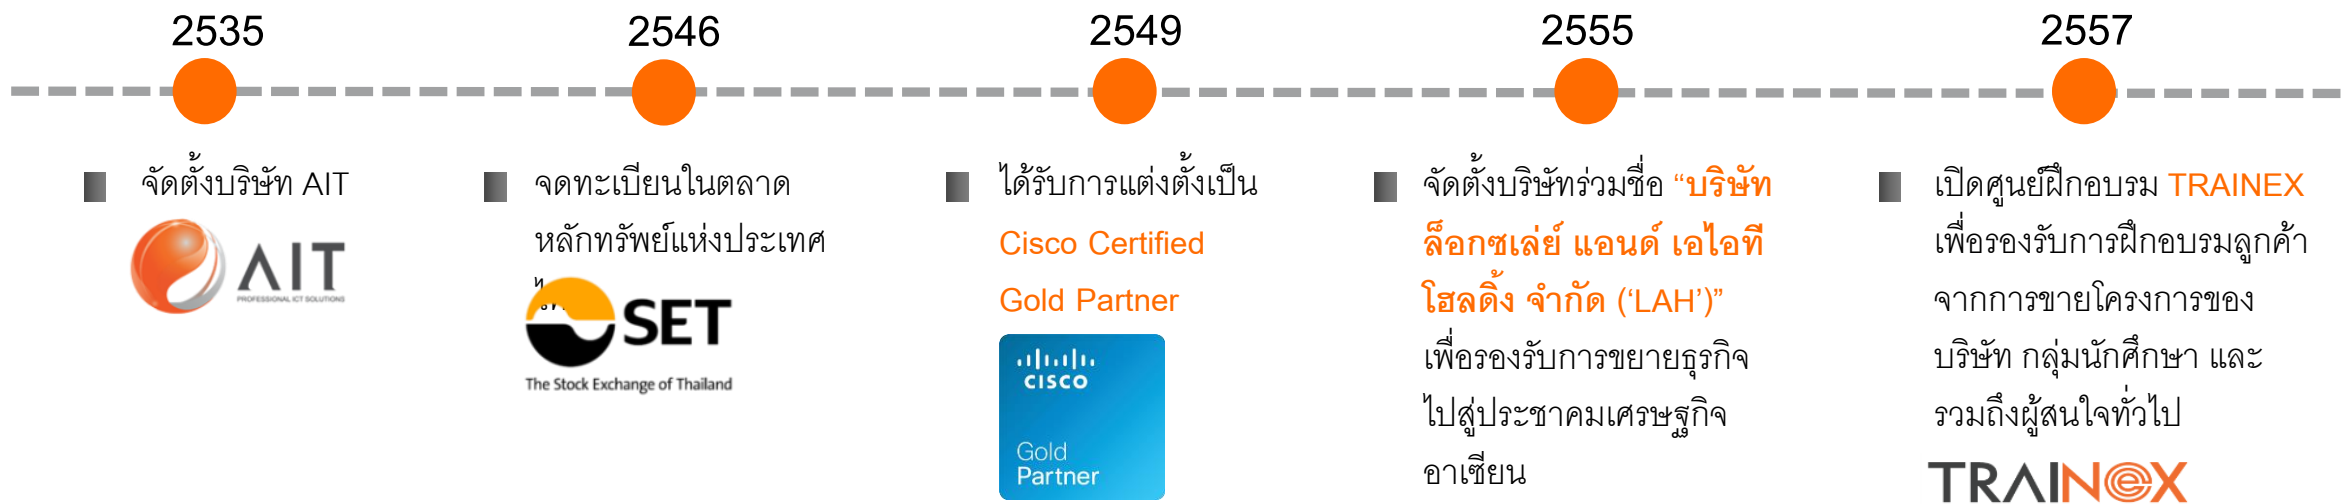 2535
จัดตั้งบริษัท AIT
AIT
PROFESSIONAL ICT SOLUTIONS
2546
จดทะเบียนในตลาด
หลักทรัพย์แห่งประเทศ
SET
The Stock Exchange of Thailand
2549
ได้รับการแต่งตั้งเป็น
Cisco Certified
Gold Partner
CISCO
Gold
Partner
2555
จัดตั้งบริษัทร่วมชื่อ “บริษัท
ล็อกซเล่ย์ แอนด์ เอไอที
โฮลดิ้ง จำกัด (‘LAH’)”
เพื่อรองรับการขยายธุรกิจ
ไปสู่ประชาคมเศรษฐกิจ
อาเซียน
2557
เปิดศูนย์ฝึกอบรม TRAINEX
เพื่อรองรับการฝึกอบรมลูกค้า
จากการขายโครงการของ
บริษัท กลุ่มนักศึกษา และ
รวมถึงผู้สนใจทั่วไป
TRAINEX